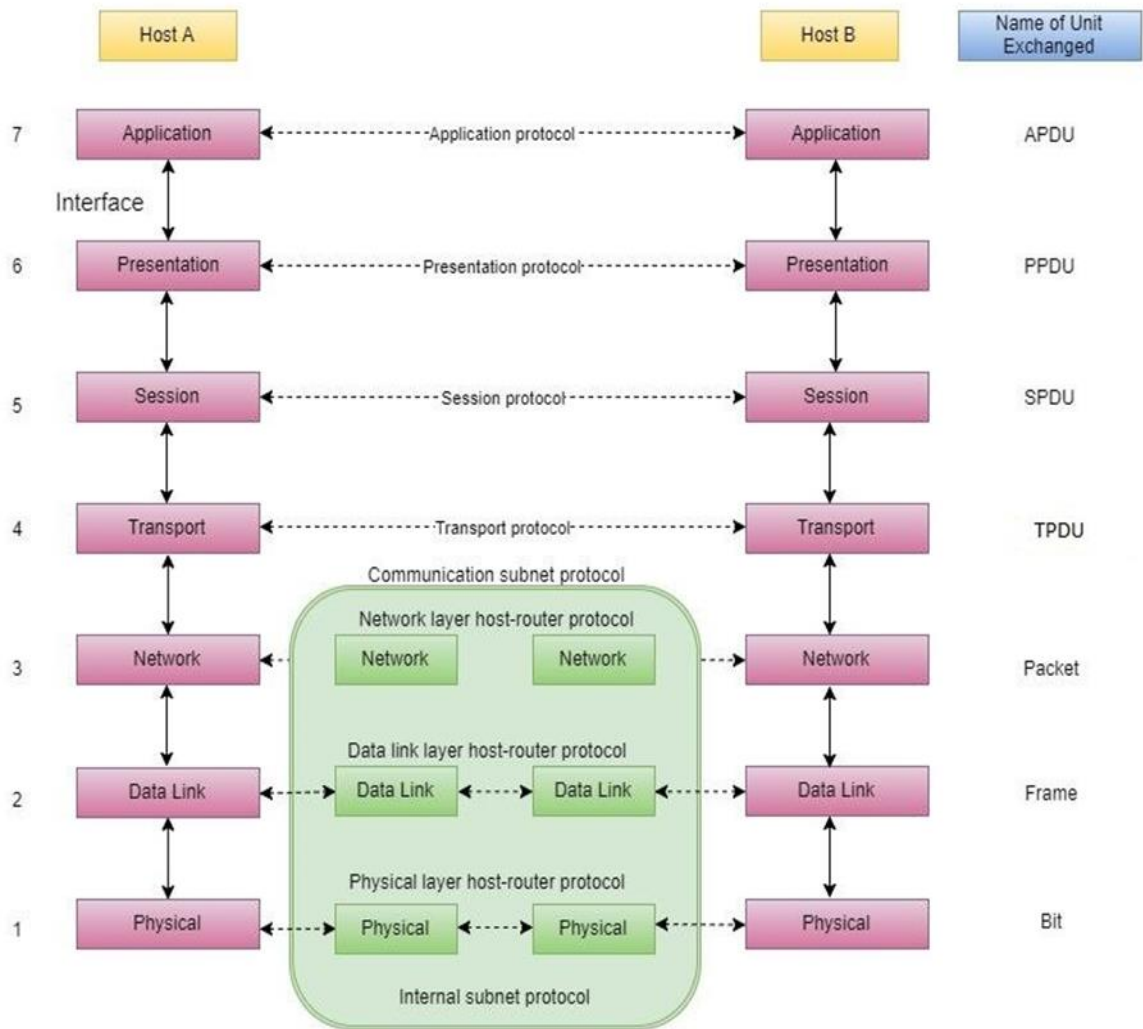 Host A
Host B
Name of Unit
Exchanged
7
Application
Application protocol
Application
APDU
Interface
6
Presentation
Presentation protocol
Presentation
PPDU
5
Session
Session protocol
Session
SPDU
4
Transport
Transport protocol
Transport
TPDU
Communication subnet protocol
Network layer host-router protocol
3
Network
Network
Network
Network
Packet
Data link layer host-router protocol
2
Data Link
Data Link
Data Link
Data Link
Frame
Physical layer host-router protocol
1
Physical
Physical
Physical
Physical
Bit
Internal subnet protocol